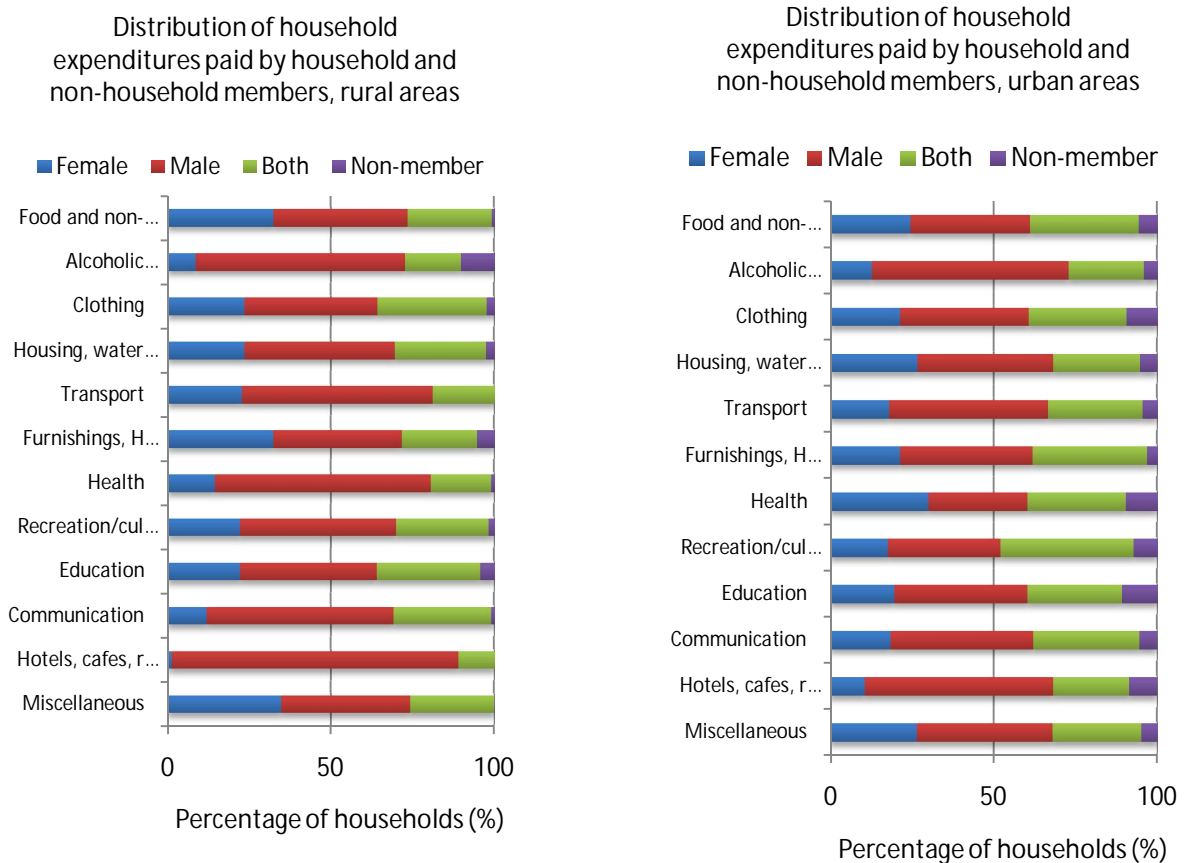 Distribution of household
expenditures paid by household and
non-household members, rural areas
Female Male Both Non-member
Food and non-...
Alcoholic...
Clothing
Housing, water...
Transport
Furnishings, H...
Health
Recreation/cul...
Education
Communication
Hotels, cafes, r...
Miscellaneous
0 50 100
Percentage of households (%)
Distribution of household
expenditures paid by household and
non-household members, urban areas
Female Male Both Non-member
Food and non-...
Alcoholic...
Clothing
Housing, water...
Transport
Furnishings, H...
Health
Recreation/cul...
Education
Communication
Hotels, cafes, r...
Miscellaneous
0 50 100
Percentage of households (%)